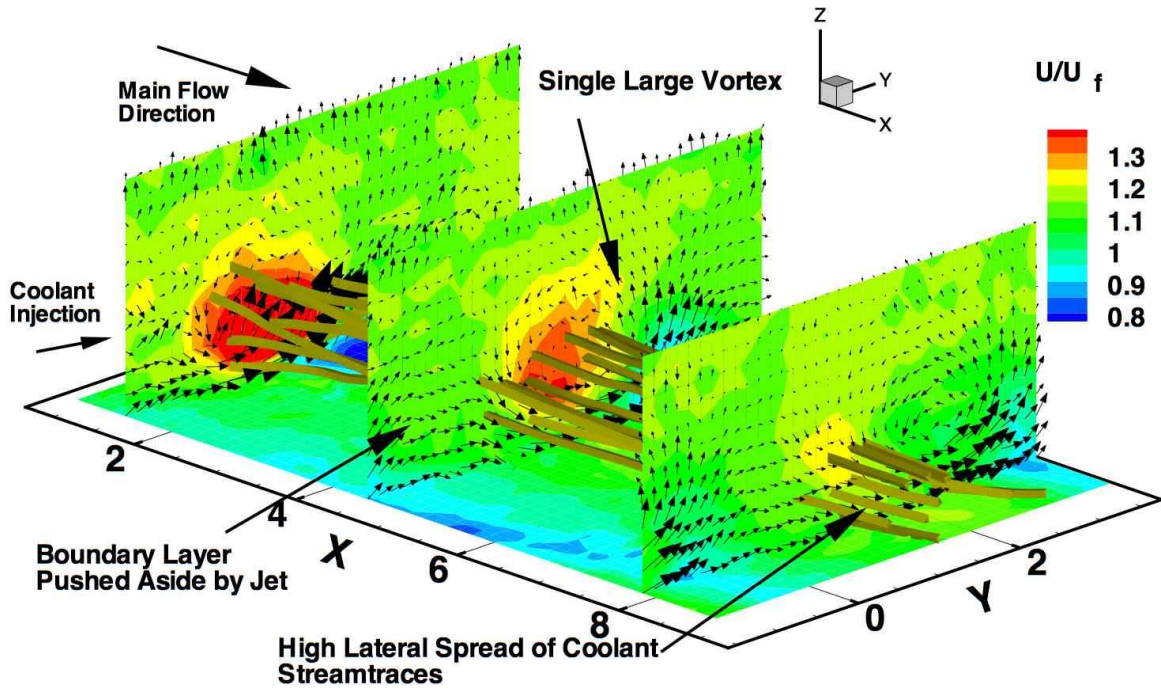 Main Flow
Direction
Single Large Vortex
Z
Y
X
U/U f
1.3
1.2
1.1
1
0.9
0.8
Coolant
Injection
2
4
6
8
X
0
2
Y
Boundary Layer
Pushed Aside by Jet
High Lateral Spread of Coolant
Streamtraces